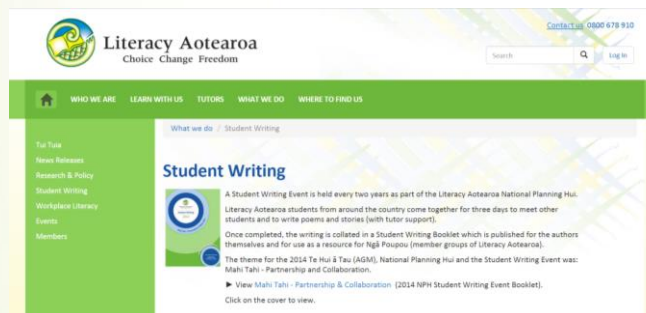 Contact us 0800 678 910
Literacy Aotearoa
Choice Change Freedom
Search
Log In
WHO WE ARE LEARN WITH US TUTORS WHAT WE DO WHERE TO FIND US
What we do / Student Writing
Tui Tuia
News Releases
Research & Policy
Student Writing
Workplace Literacy
Events
Members
Student Writing
A Student Writing Event is held every two years as part of the Literacy Aotearoa National Planning Hui.
Literacy Aotearoa students from around the country come together for three days to meet other
students and to write poems and stories (with tutor support).
Once completed, the writing is collated in a Student Writing Booklet which is published for the authors
themselves and for use as a resource for Ngā Poupou (member groups of Literacy Aotearoa).
The theme for the 2014 Te Hui ā Tau (AGM), National Planning Hui and the Student Writing Event was:
Mahi Tahi - Partnership and Collaboration.
► View Mahi Tahi - Partnership & Collaboration (2014 NPH Student Writing Event Booklet).
Click on the cover to view.